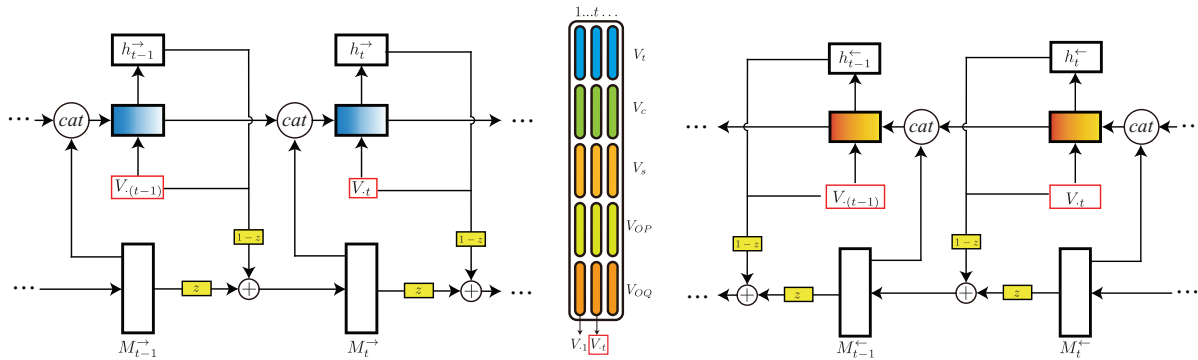 h→t−1
h→t
··· cat cat ···
V·(t−1)
V·t
1 − z
1 − z
··· z z ···
M→t−1
M→t
1...t ...
Vt
Vc
Vs
VOP
VOQ
V·1 V·t
h←t−1
h←t
··· cat cat ···
V·(t−1)
V·t
1 − z
1 − z
··· z z ···
M←t−1
M←t